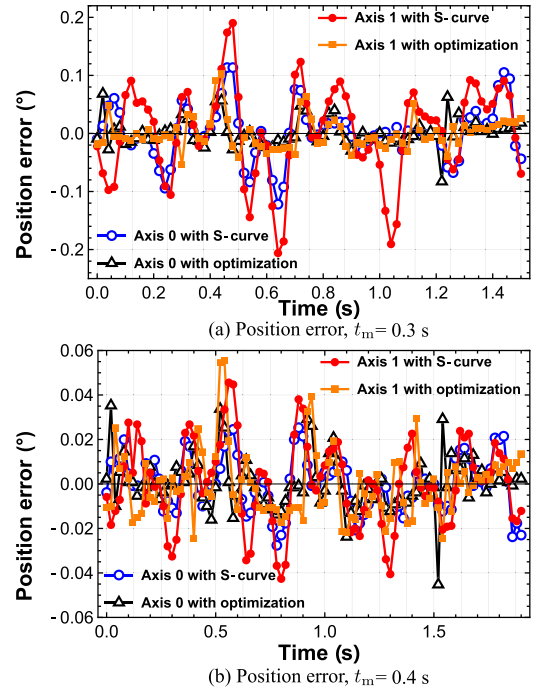 Axis 1 with S-curve
Axis 1 with optimization
Position error (°)
0.2
0.1
0.0
-0.1
-0.2
Axis 0 with S-curve
Axis 0 with optimization
0.0 0.2 0.4 0.6 0.8 1.0 1.2 1.4
Time (s)
(a) Position error, tm= 0.3 s
Axis 1 with S-curve
Axis 1 with optimization
Position error (°)
0.06
0.04
0.02
0.00
-0.02
-0.04
-0.06
Axis 0 with S-curve
Axis 0 with optimization
0.0 0.5 1.0 1.5
Time (s)
(b) Position error, tm= 0.4 s